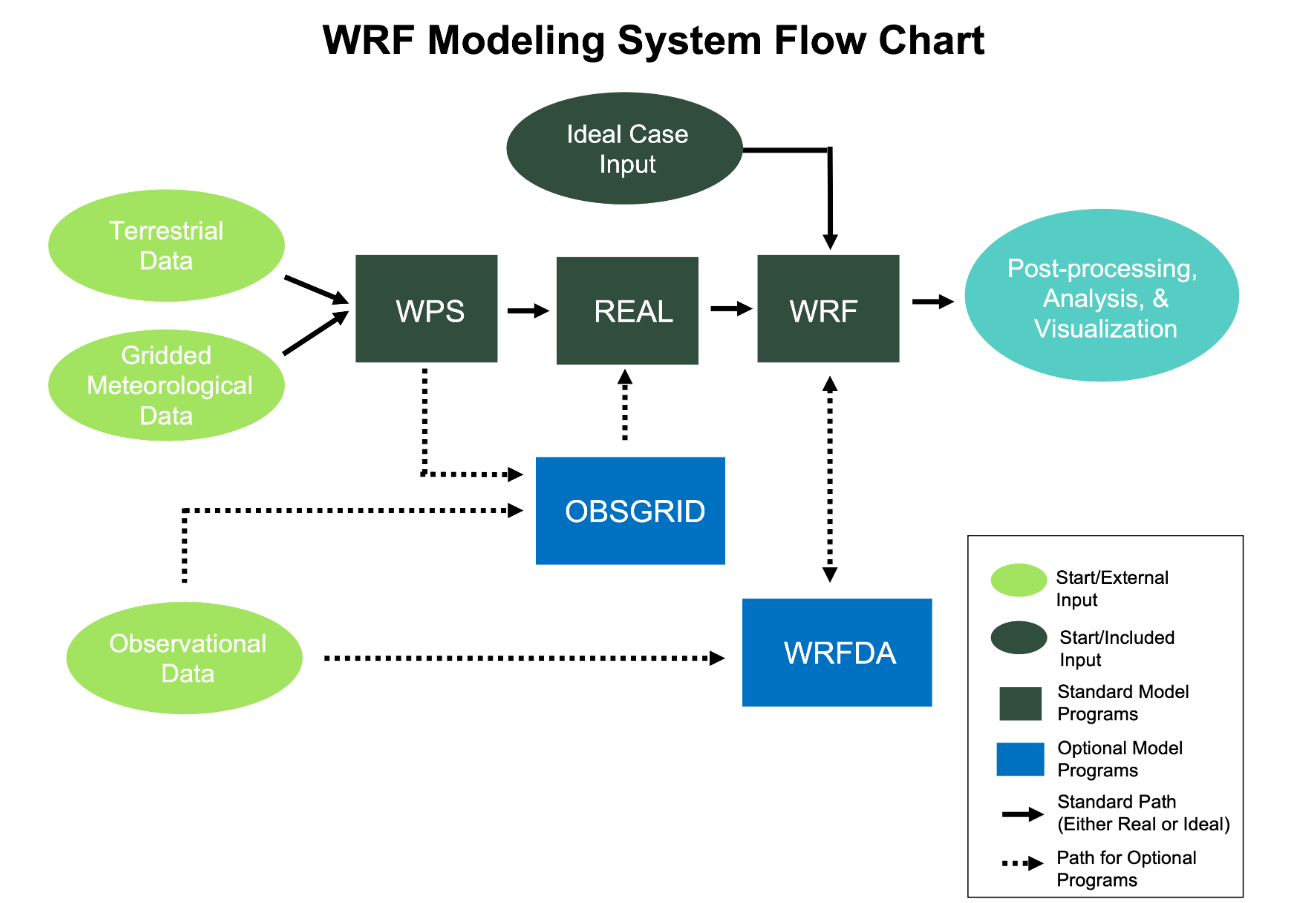 WRF Modeling System Flow Chart
Ideal Case
Input
Terrestrial
Data
Gridded
Meteorological
Data
WPS
REAL
WRF
Post-processing,
Analysis, &
Visualization
OBSGRID
Observational
Data
WRFDA
Start/External
Input
Start/Included
Input
Standard Model
Programs
Optional Model
Programs
Standard Path
(Either Real or Ideal)
Path for Optional
Programs